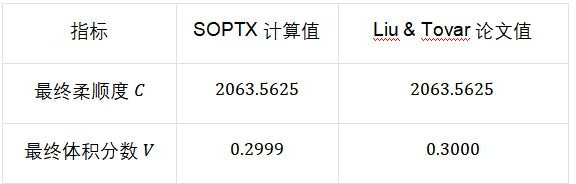 指标 SOPTX 计算值 Liu & Tovar 论文值
最终柔顺度 C 2063.5625 2063.5625
最终体积分数 V 0.2999 0.3000